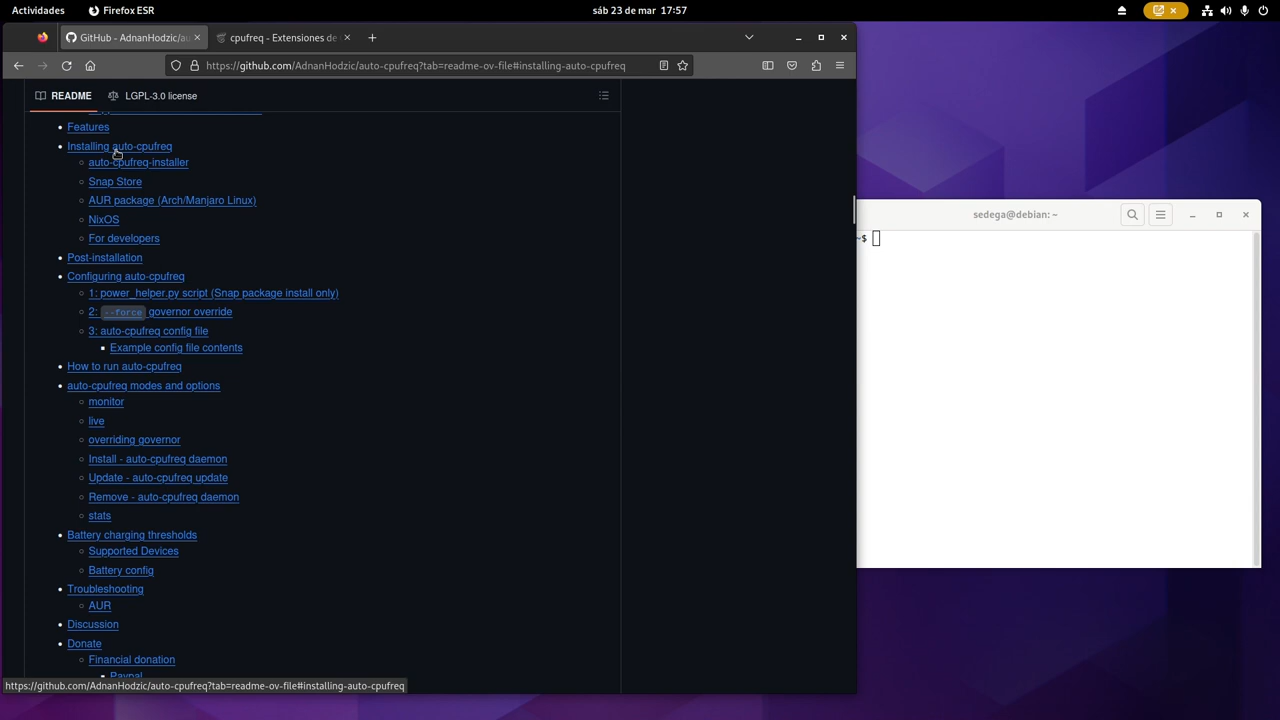 Actividades Firefox ESR sáb 23 de mar 17:57
GitHub - AdnanHodzic/au cpufreq - Extensiones de
https://github.com/AdnanHodzic/auto-cpufreq?tab=readme-ov-file#installing-auto-cpufreq
README LGPL-3.0 license
Features
Installing auto-cpufreq
auto-cpufreq-installer
Snap Store
AUR package (Arch/Manjaro Linux)
NixOS
For developers
Post-installation
Configuring auto-cpufreq
1: power_helper.py script (Snap package install only)
2: --force governor override
3: auto-cpufreq config file
Example config file contents
How to run auto-cpufreq
auto-cpufreq modes and options
monitor
live
overriding governor
Install - auto-cpufreq daemon
Update - auto-cpufreq update
Remove - auto-cpufreq daemon
stats
Battery charging thresholds
Supported Devices
Battery config
Troubleshooting
AUR
Discussion
Donate
Financial donation
Paypal
https://github.com/AdnanHodzic/auto-cpufreq?tab=readme-ov-file#installing-auto-cpufreq
sedega@debian: ~
~$